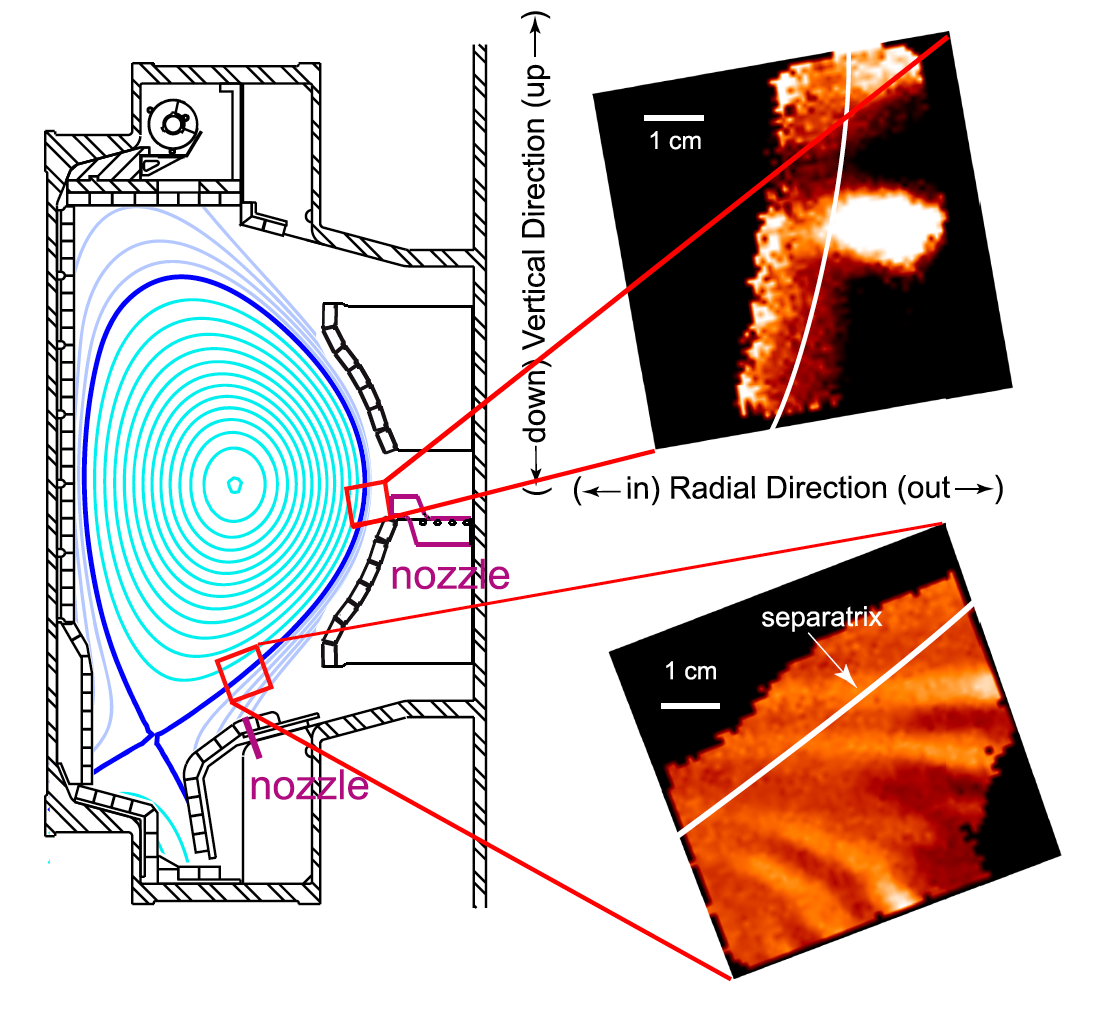 (←down) Vertical Direction (up→)
1 cm
(←in) Radial Direction (out→)
nozzle
separatrix
1 cm
nozzle